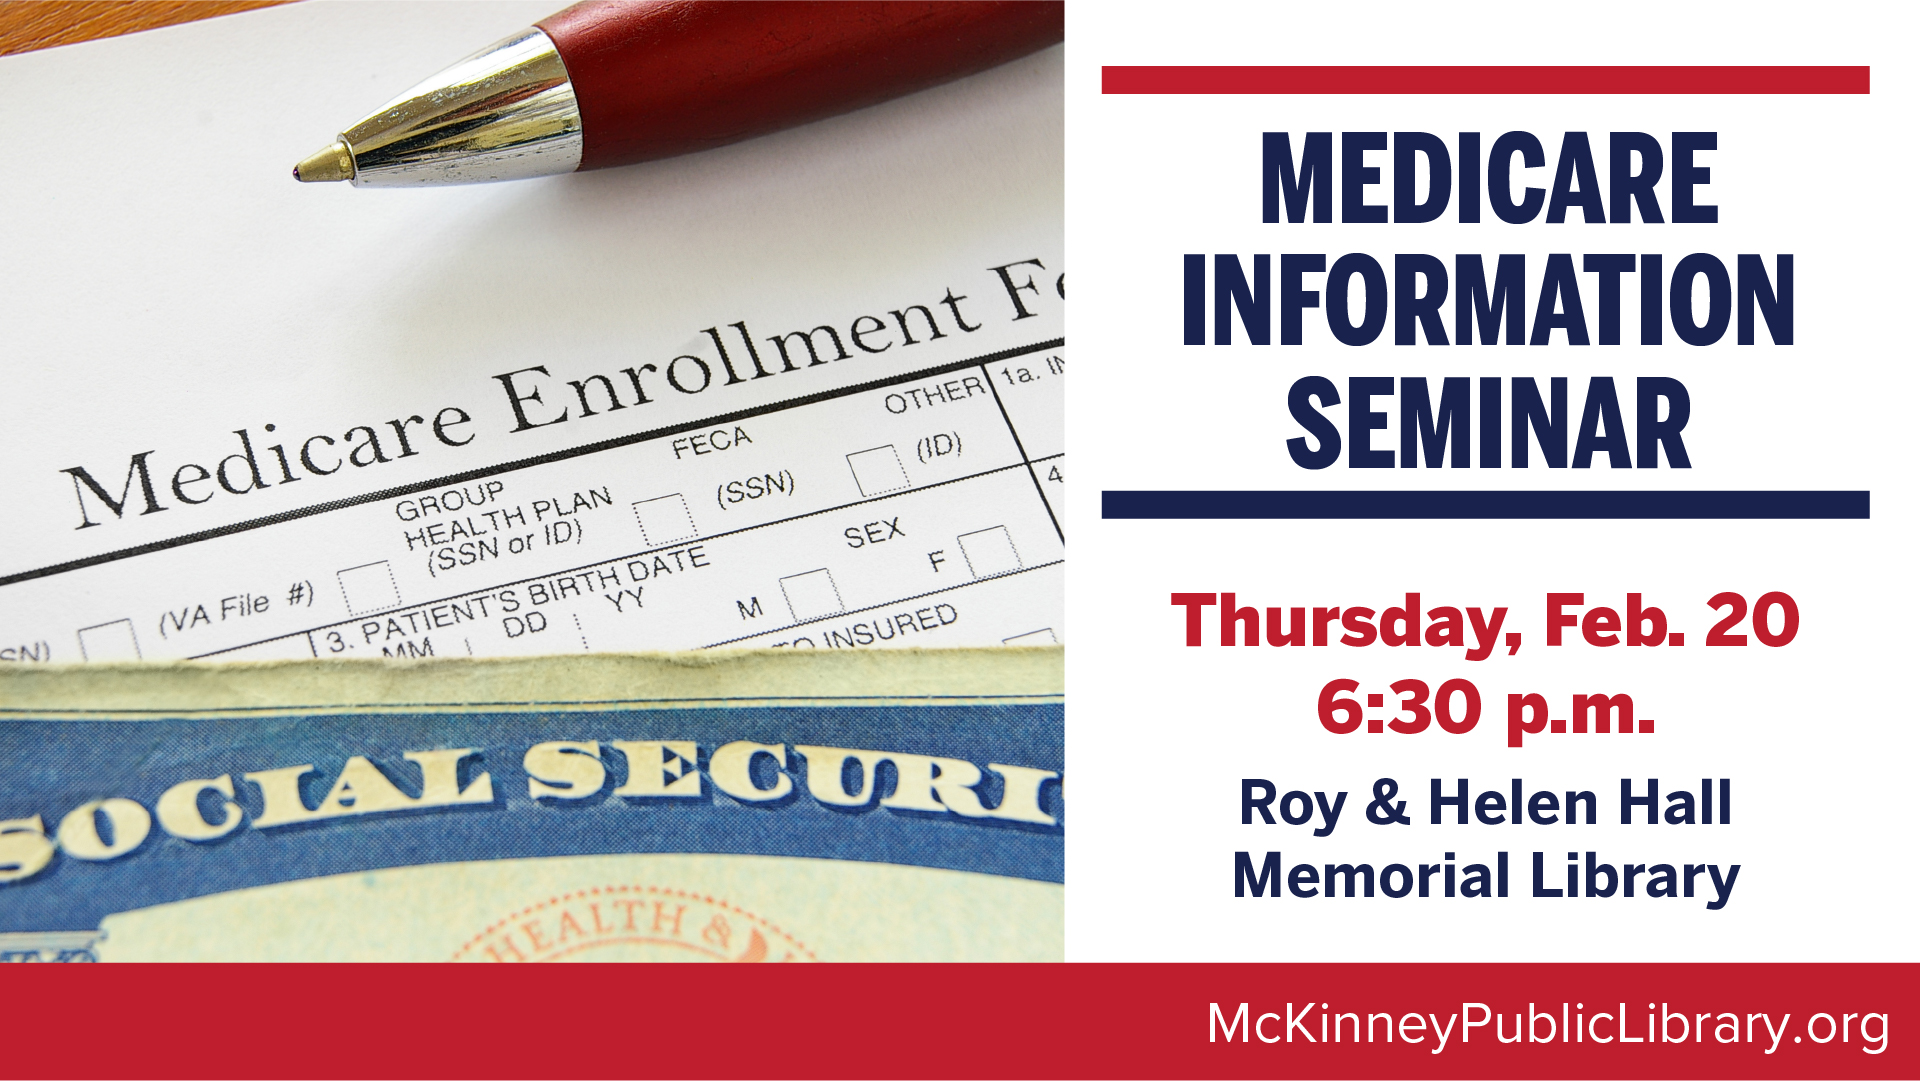 Medicare Enrollment
OTHER
1a.
FECA
(ID)
GROUP
HEALTH PLAN
(SSN or ID)
(SSN)
4
SEX
F
(VA File #)
3. PATIENT'S BIRTH DATE
MM DD YY
M
INSURED
SOCIAL
HEALTH &
MEDICARE
INFORMATION
SEMINAR
Thursday, Feb. 20
6:30 p.m.
Roy & Helen Hall
Memorial Library
McKinneyPublicLibrary.org